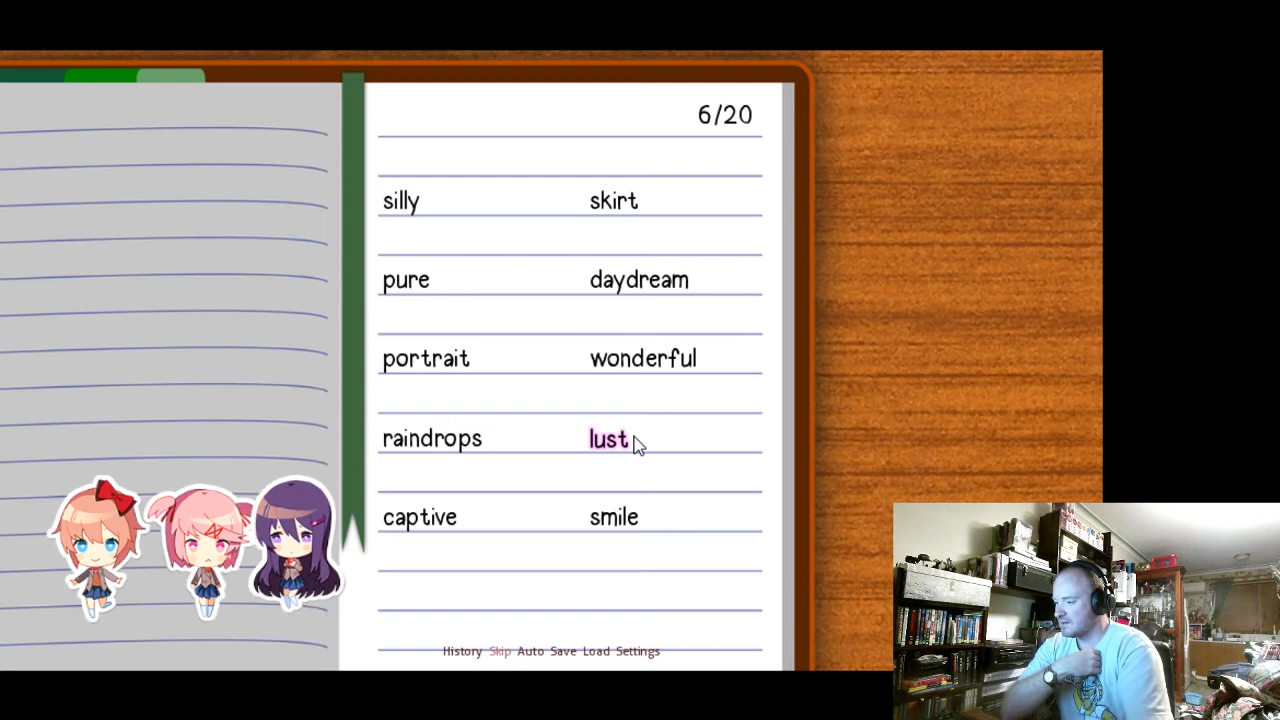 6/20
silly skirt
pure daydream
portrait wonderful
raindrops lust
captive smile
History Skip Auto Save Load Settings